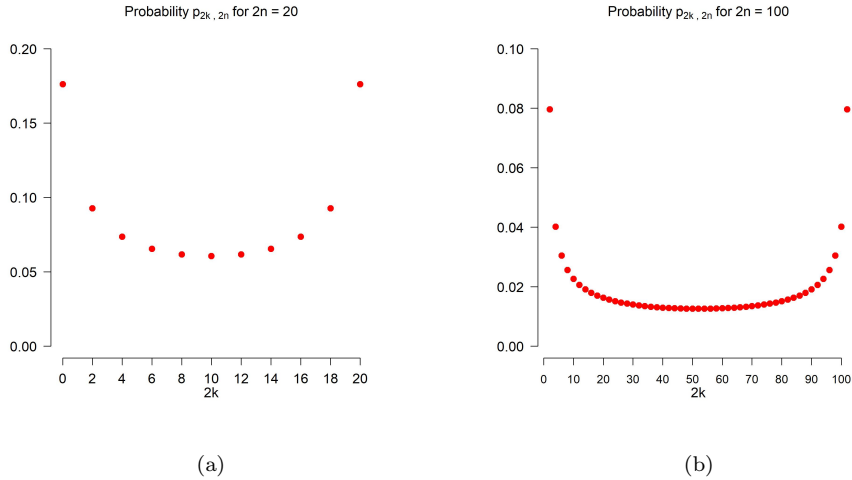 Probability p2k , 2n for 2n = 20
0.20
0.15
0.10
0.05
0.00
0 2 4 6 8 10 12 14 16 18 20
2k
(a)
Probability p2k , 2n for 2n = 100
0.10
0.08
0.06
0.04
0.02
0.00
0 10 20 30 40 50 60 70 80 90 100
2k
(b)